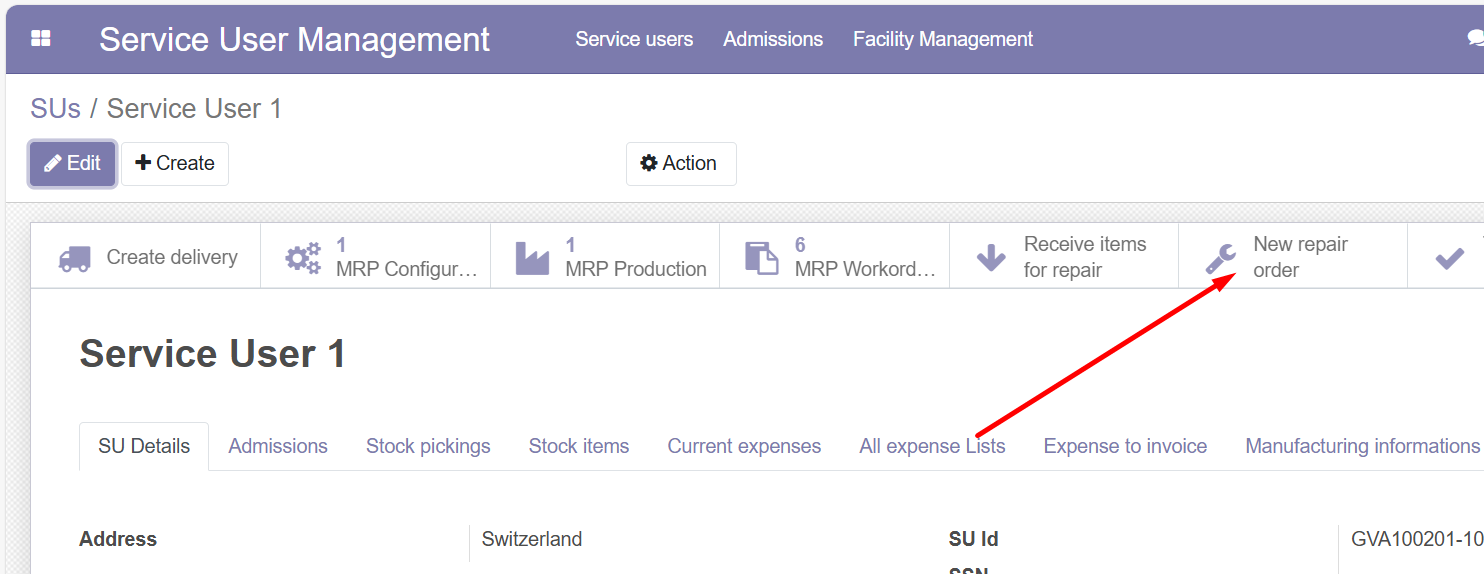 Service User Management Service users Admissions Facility Management
SUs / Service User 1
Edit Create Action
Create delivery
1
MRP Configur…
1
MRP Production
6
MRP Workord…
Receive items
for repair
New repair
order
Service User 1
SU Details Admissions Stock pickings Stock items Current expenses All expense Lists Expense to invoice Manufacturing informations
Address Switzerland SU Id GVA100201-10
SSN